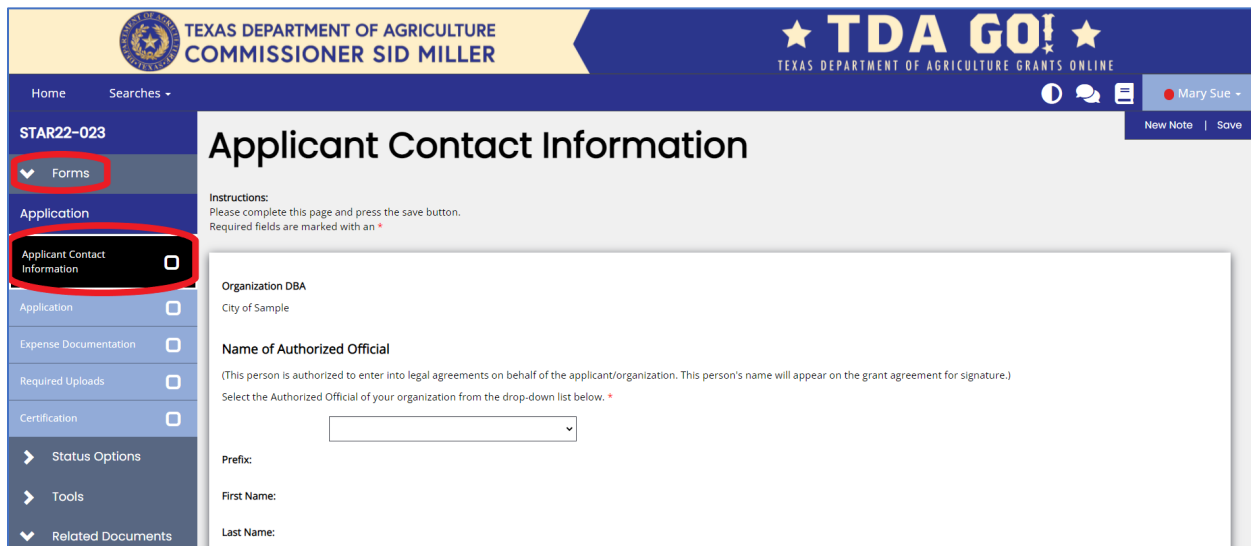 TEXAS DEPARTMENT OF AGRICULTURE
COMMISSIONER SID MILLER
TDA GO!
TEXAS DEPARTMENT OF AGRICULTURE GRANTS ONLINE
Home
Searches
Mary Sue
STAR22-023
New Note | Save
Forms
Application
Applicant Contact
Information
Application
Expense Documentation
Required Uploads
Certification
Status Options
Tools
Related Documents
Applicant Contact Information
Instructions:
Please complete this page and press the save button.
Required fields are marked with an *
Organization DBA
City of Sample
Name of Authorized Official
(This person is authorized to enter into legal agreements on behalf of the applicant/organization. This person's name will appear on the grant agreement for signature.)
Select the Authorized Official of your organization from the drop-down list below. *
Prefix:
First Name:
Last Name: